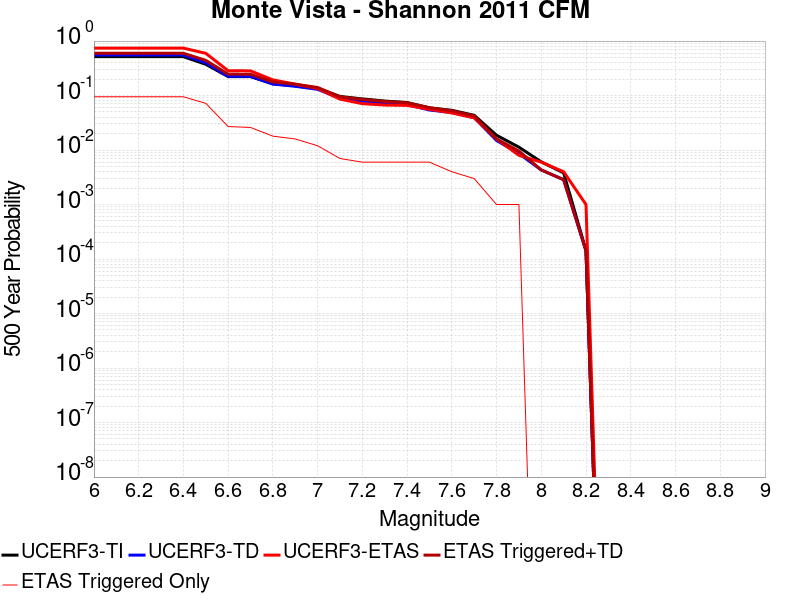 Monte Vista - Shannon 2011 CFM
10^0
10^-1
10^-2
10^-3
10^-4
10^-5
10^-6
10^-7
10^-8
500 Year Probability
6 6.2 6.4 6.6 6.8 7 7.2 7.4 7.6 7.8 8 8.2 8.4 8.6 8.8 9
Magnitude
UCERF3-TI UCERF3-TD UCERF3-ETAS ETAS Triggered+TD
ETAS Triggered Only